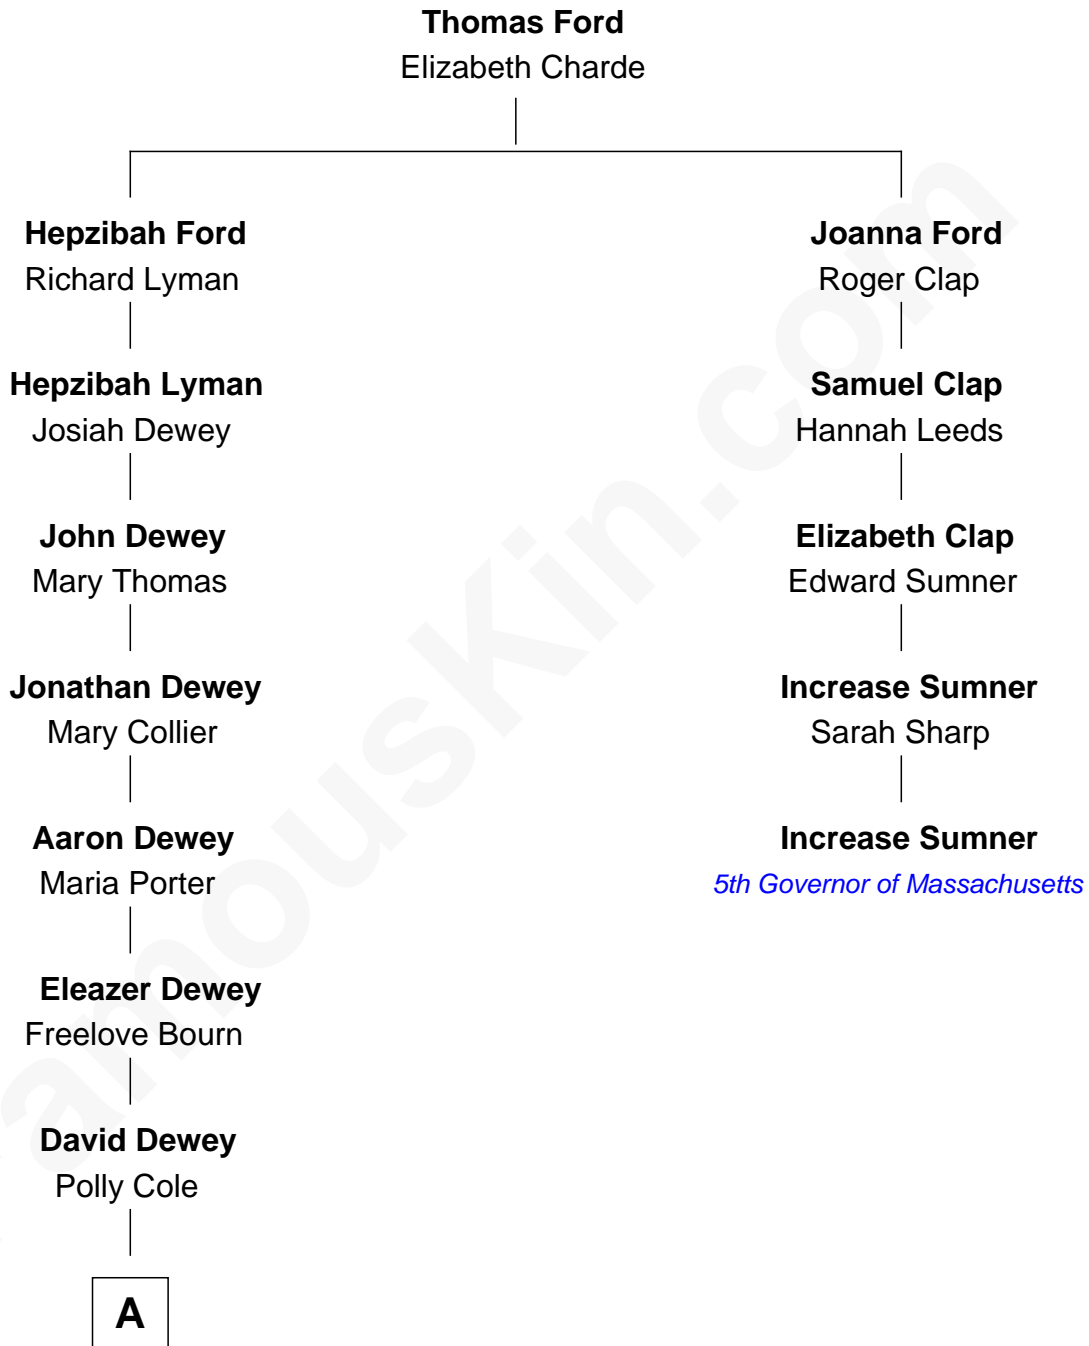 Thomas Ford
Elizabeth Charde
Hepzibah Ford
Richard Lyman
Joanna Ford
Roger Clap
Hepzibah Lyman
Josiah Dewey
Samuel Clap
Hannah Leeds
John Dewey
Mary Thomas
Elizabeth Clap
Edward Sumner
Jonathan Dewey
Mary Collier
Increase Sumner
Sarah Sharp
Aaron Dewey
Maria Porter
Increase Sumner
5th Governor of Massachusetts
Eleazer Dewey
Freelove Bourn
David Dewey
Polly Cole
A
amousKin.com